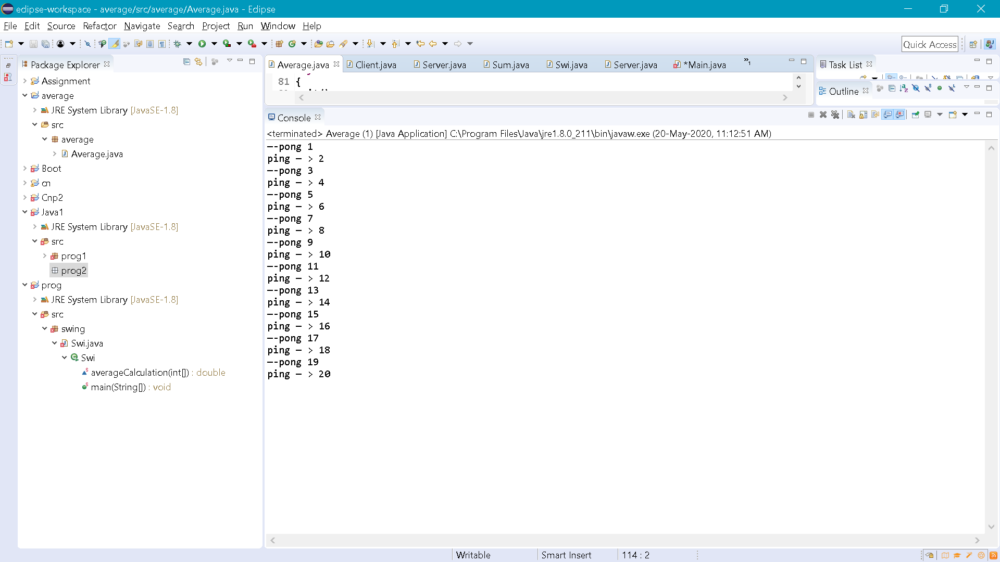 eclipse-workspace - average/src/average/Average.java - Eclipse
File Edit Source Refactor Navigate Search Project Run Window Help
Quick Access
Package Explorer
Assignment
average
JRE System Library [JavaSE-1.8]
src
average
Average.java
Boot
cn
Cnp2
Java1
JRE System Library [JavaSE-1.8]
src
prog1
prog2
prog
JRE System Library [JavaSE-1.8]
src
swing
Swi.java
Swi
averageCalculation(int[]) : double
main(String[]) : void
Average.java Client.java Server.java Sum.java Swi.java Server.java *Main.java »1
81 {
Task List
Outline
Console
<terminated> Average (1) [Java Application] C:\Program Files\Java\jre1.8.0_211\bin\javaw.exe (20-May-2020, 11:12:51 AM)
—-pong 1
ping — > 2
—-pong 3
ping — > 4
—-pong 5
ping — > 6
—-pong 7
ping — > 8
—-pong 9
ping — > 10
—-pong 11
ping — > 12
—-pong 13
ping — > 14
—-pong 15
ping — > 16
—-pong 17
ping — > 18
—-pong 19
ping — > 20
Writable Smart Insert 114 : 2